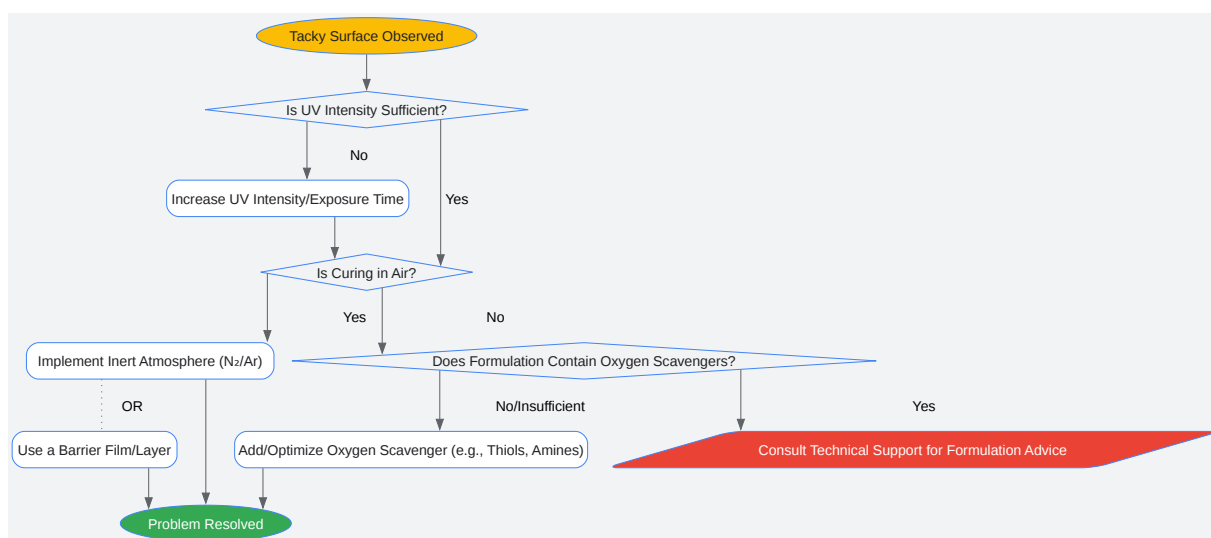 Tacky Surface Observed
Is UV Intensity Sufficient?
No
Increase UV Intensity/Exposure Time
Yes
Is Curing in Air?
Yes
No
Implement Inert Atmosphere (N₂/Ar)
Does Formulation Contain Oxygen Scavengers?
OR
No/Insufficient
Yes
Use a Barrier Film/Layer
Add/Optimize Oxygen Scavenger (e.g., Thiols, Amines)
Consult Technical Support for Formulation Advice
Problem Resolved